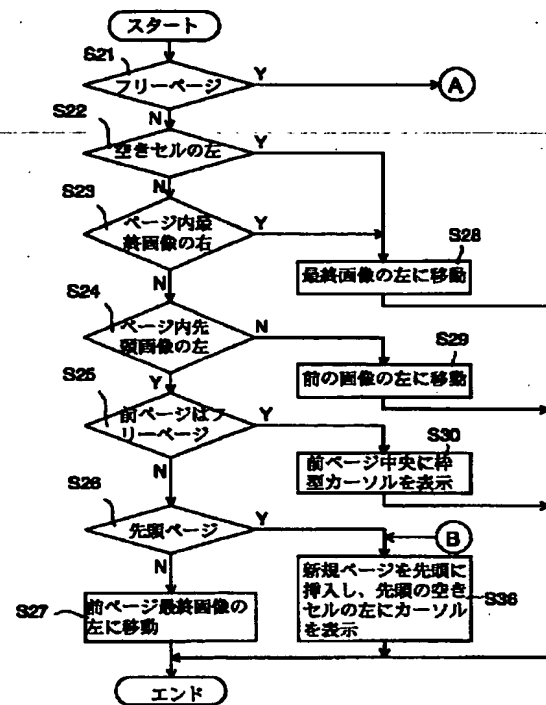 スタート
S21
フリーページ
Y
A
N
S22
空きセルの左
Y
N
S23
ページ内最
終画像の右
Y
N
S28
最終画像の左に移動
S24
ページ内先
頭画像の左
N
Y
S29
前の画像の左に移動
S25
前ページはフ
リーページ
Y
N
S30
前ページ中央に枠
型カーソルを表示
S26
先頭ページ
Y
N
B
S27
前ページ最終画像の
左に移動
新規ページを先頭に
挿入し、先頭の空き
セルの左にカーソル
を表示
S36
エンド